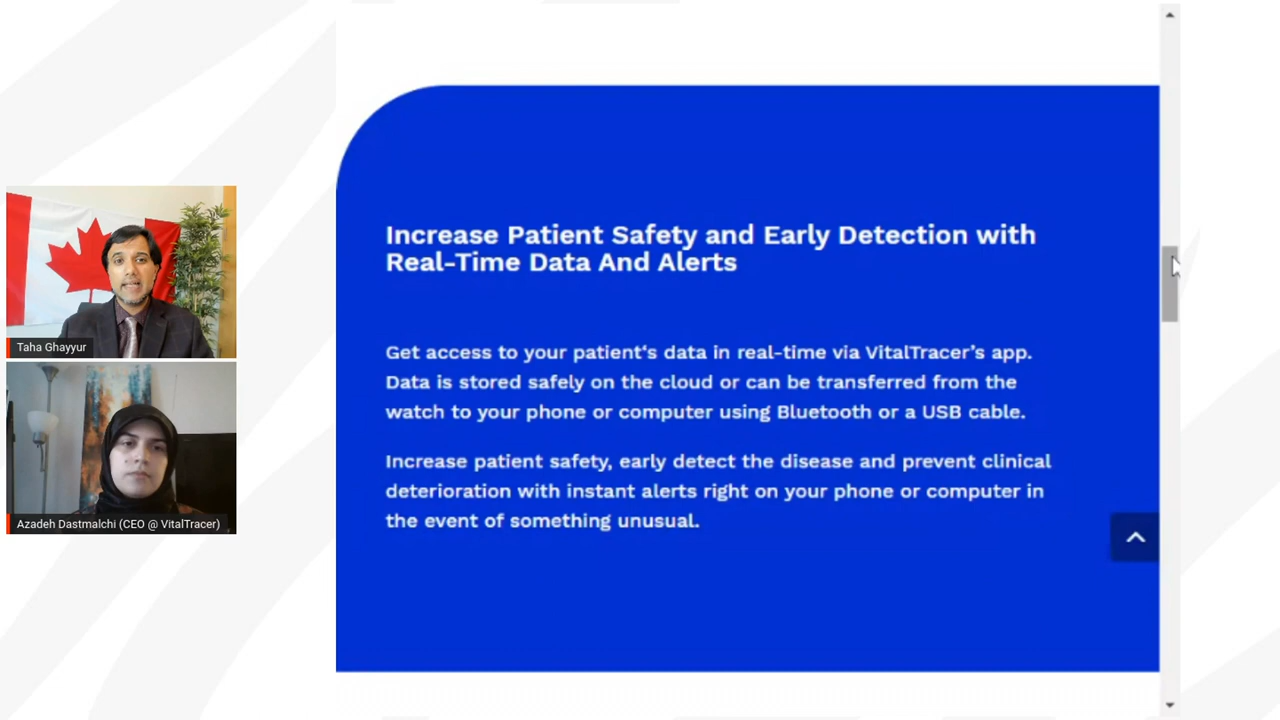 Increase Patient Safety and Early Detection with
Real-Time Data And Alerts
Get access to your patient‘s data in real-time via VitalTracer’s app.
Data is stored safely on the cloud or can be transferred from the
watch to your phone or computer using Bluetooth or a USB cable.
Increase patient safety, early detect the disease and prevent clinical
deterioration with instant alerts right on your phone or computer in
the event of something unusual.
Taha Ghayyur
Azadeh Dastmalchi (CEO @ VitalTracer)